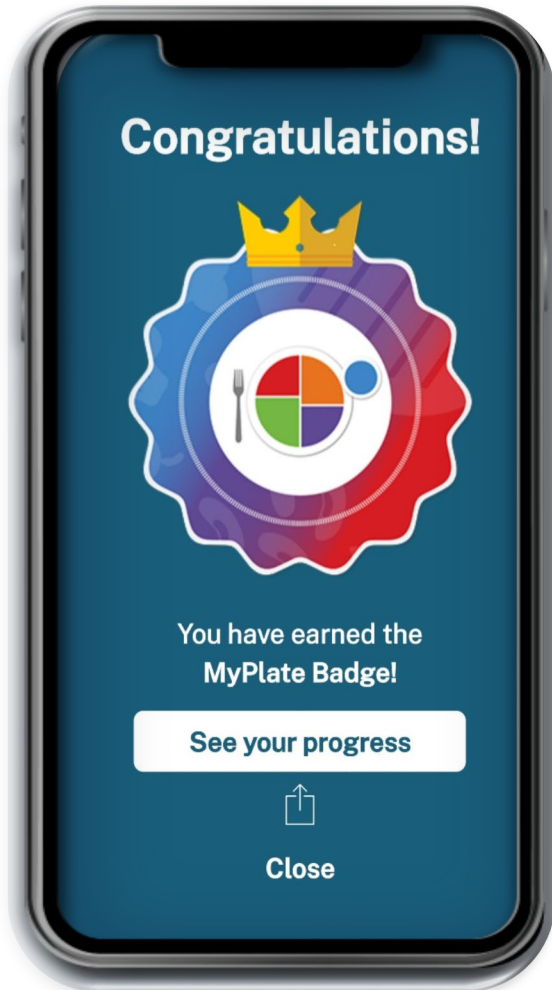 Congratulations!
You have earned the
MyPlate Badge!
See your progress
Close